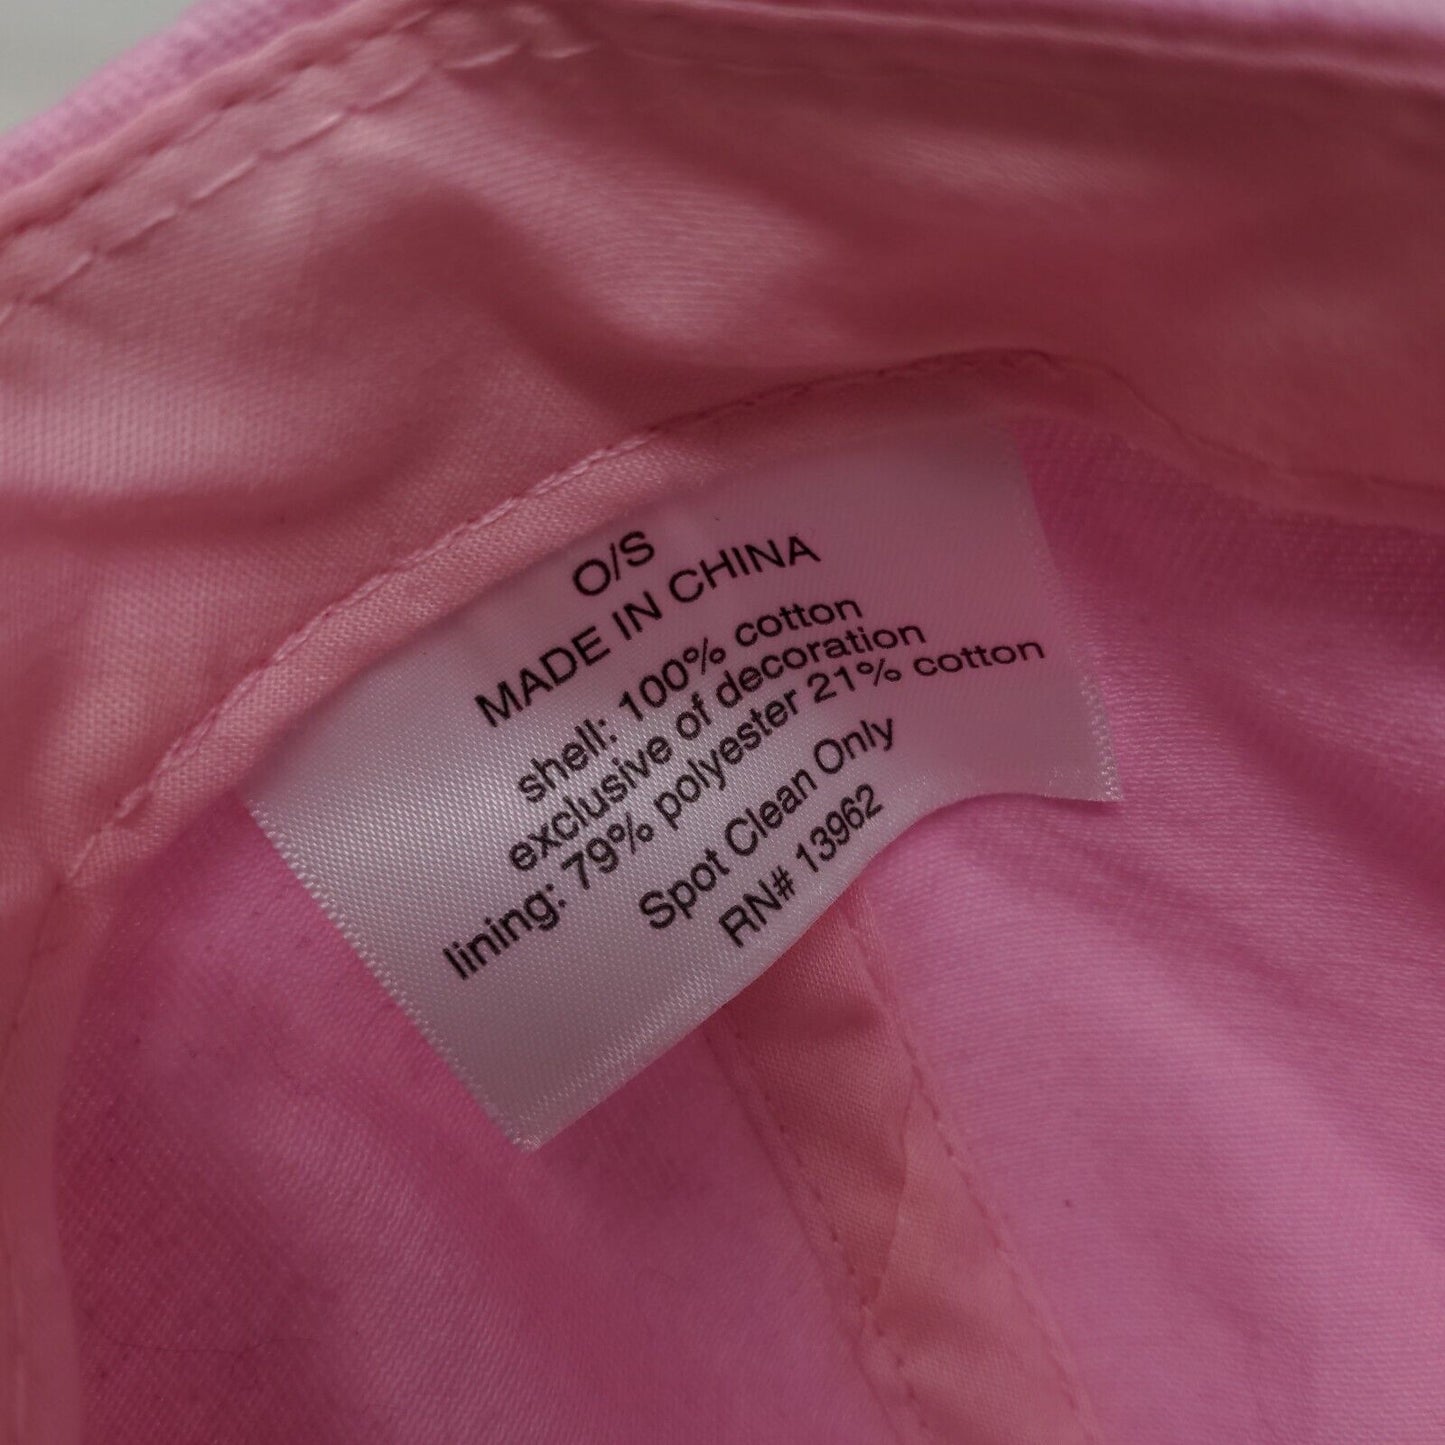 O/S
MADE IN CHINA
shell: 100% cotton
exclusive of decoration
lining: 79% polyester 21% cotton
Spot Clean Only
RN# 13962